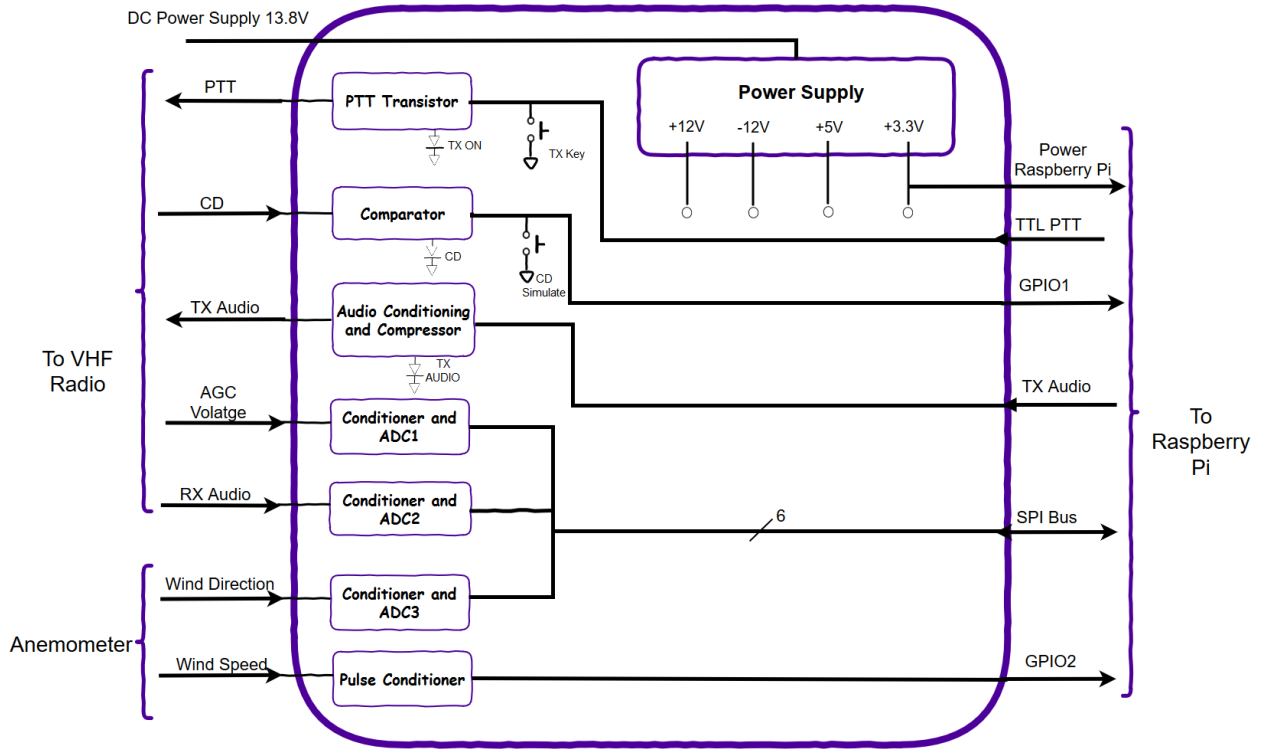 DC Power Supply 13.8V
PTT
PTT Transistor
TX ON
TX Key
Power Supply
+12V
-12V
+5V
+3.3V
Power
Raspberry Pi
CD
Comparator
CD
CD
Simulate
TTL PTT
GPIO1
TX Audio
Audio Conditioning
and Compressor
TX
AUDIO
TX Audio
To VHF
Radio
AGC
Volatge
Conditioner and
ADC1
To
Raspberry
Pi
RX Audio
Conditioner and
ADC2
6
SPI Bus
Wind Direction
Conditioner and
ADC3
Anemometer
Wind Speed
Pulse Conditioner
GPIO2